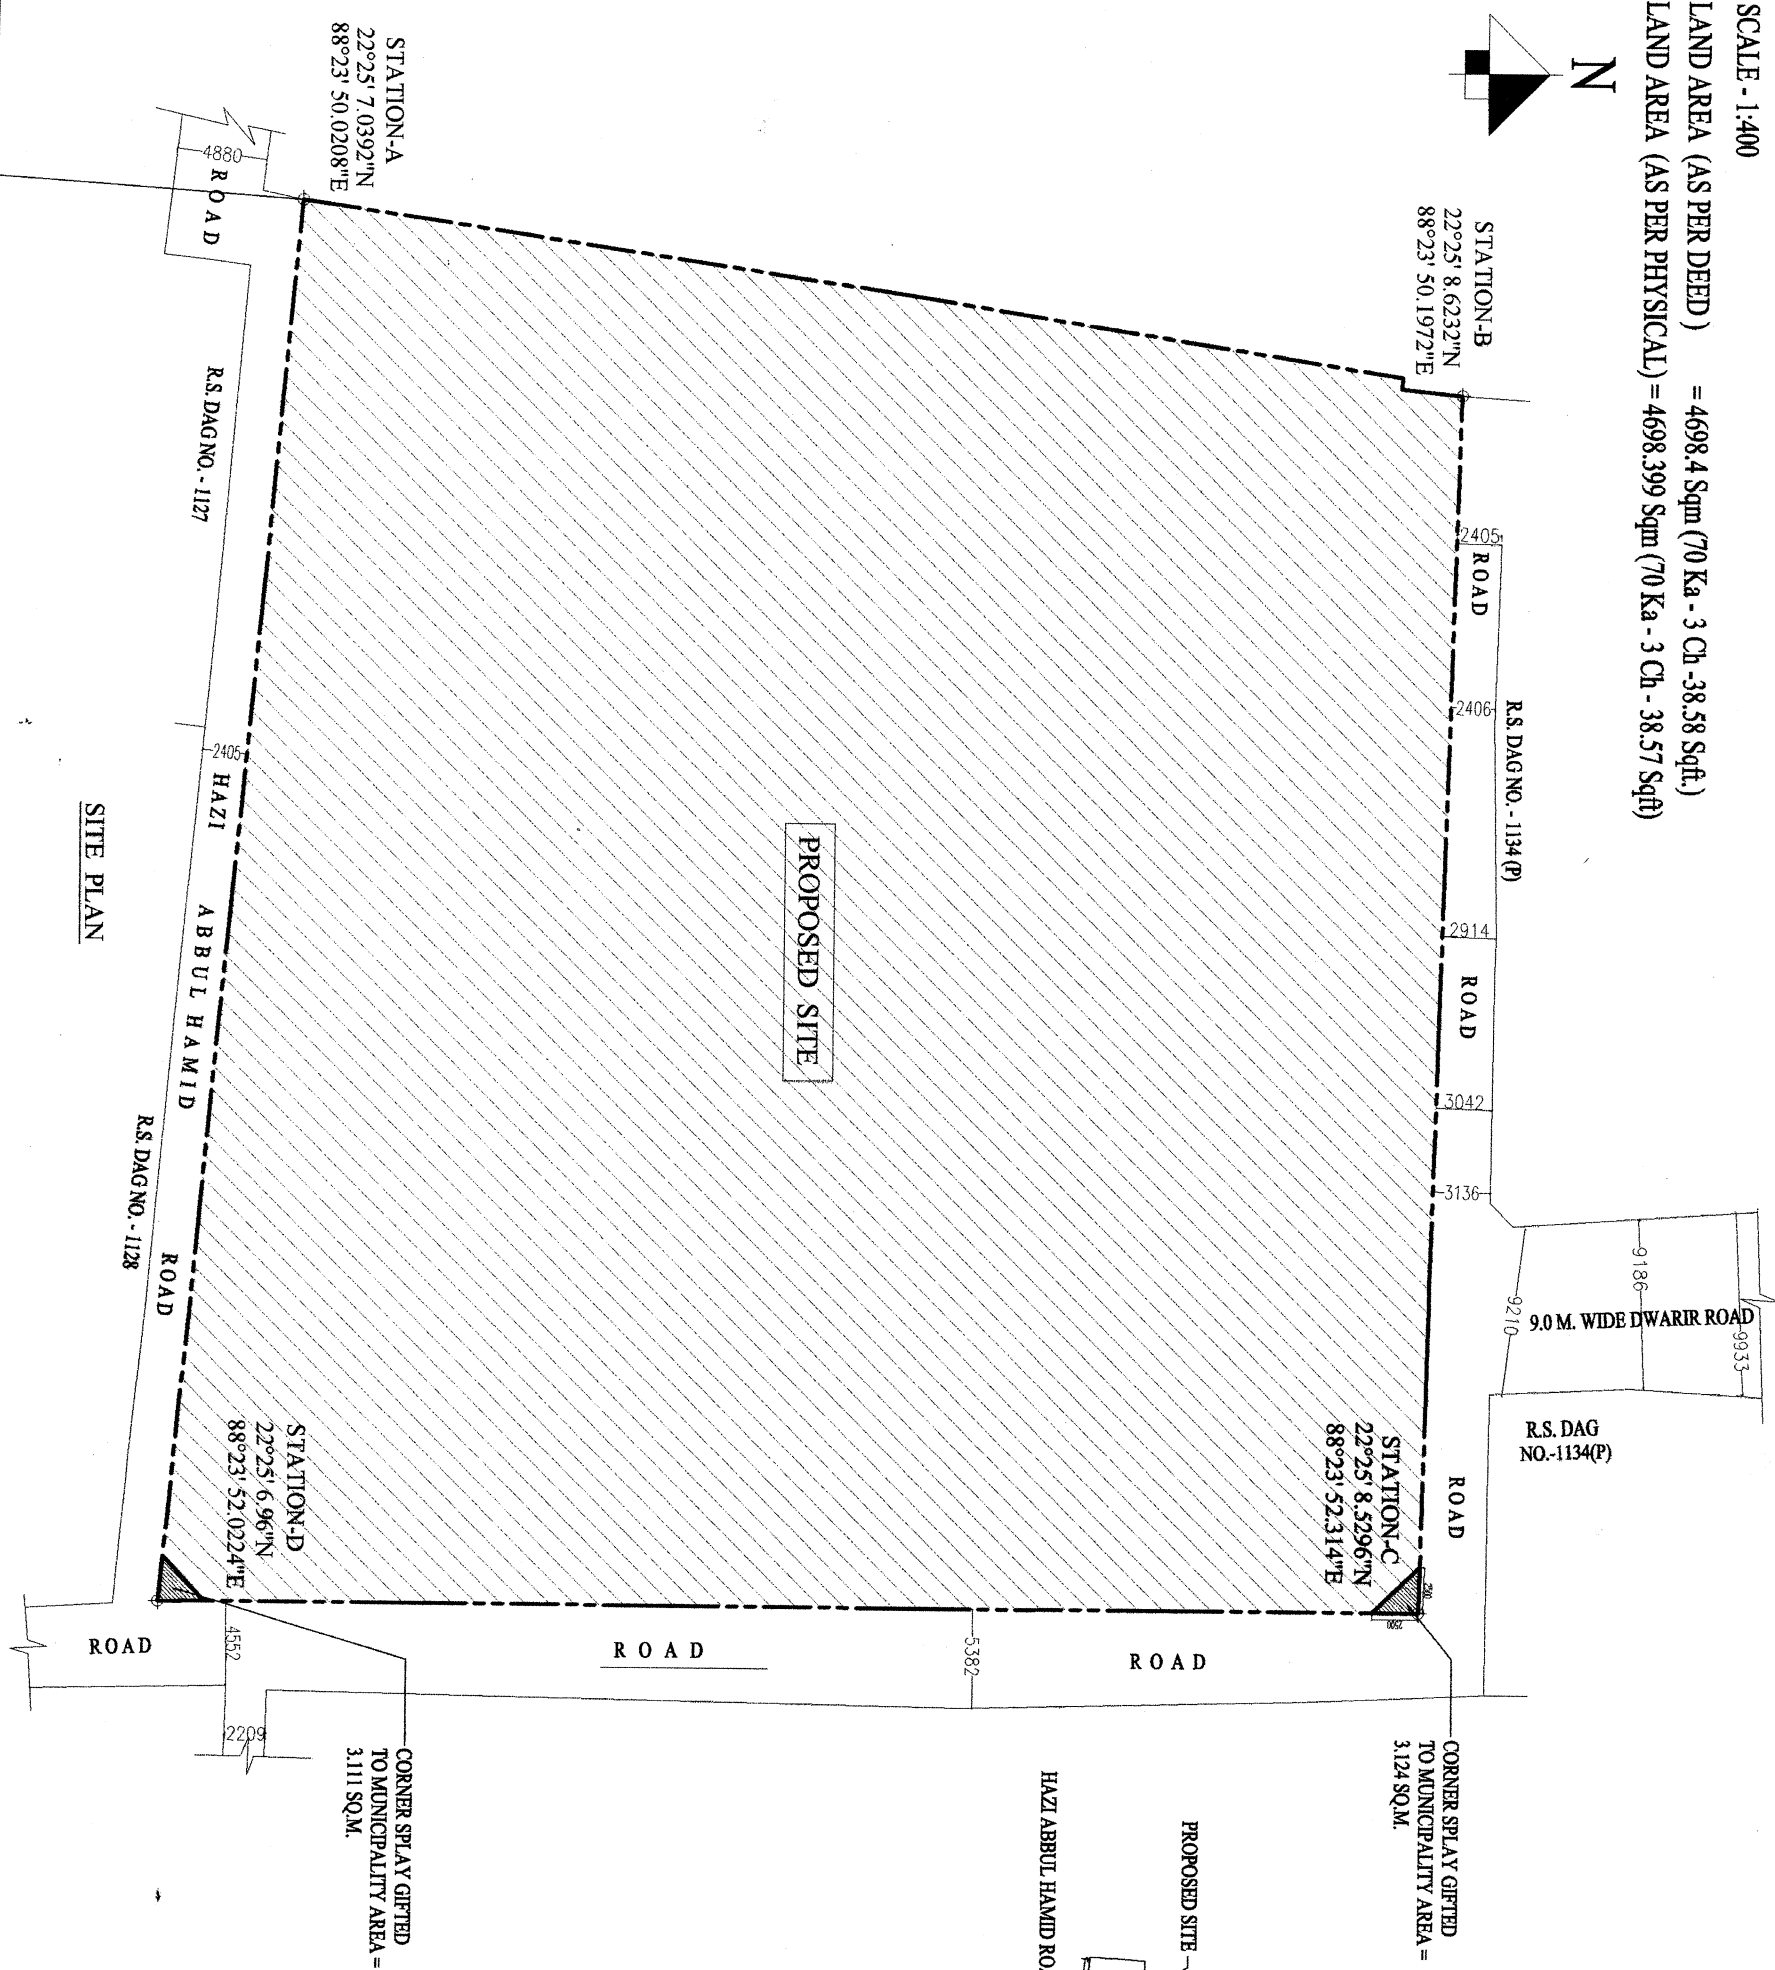 SCALE - 1:400
LAND AREA (AS PER DEED) = 4698.4 Sqm (70 Ka - 3 Ch -38.58 Sqft.)
LAND AREA (AS PER PHYSICAL) = 4698.399 Sqm (70 Ka - 3 Ch - 38.57 Sqft)
N
9933
9.0 M. WIDE DWARIR ROAD
9186
9210
R.S. DAG
NO.-1134(P)
R.S. DAG NO. - 1134 (P)
STATION-B
22°25' 8.6232"N
88°23' 50.1972"E
2405
ROAD
2406
2914
ROAD
3042
3136
ROAD
STATION-C
22°25' 8.5296"N
88°23' 52.314"E
2500
2500
CORNER SPLAY GIFTED
TO MUNICIPALITY AREA =
3.124 SQ.M.
PROPOSED SITE
HAZI ABBUL HAMID RO
ROAD
5382
PROPOSED SITE
ROAD
STATION-A
22°25' 7.0392"N
88°23' 50.0208"E
4880
ROAD
R.S. DAG NO. - 1127
2405
HAZI ABBUL HAMID ROAD
R.S. DAG NO. - 1128
STATION-D
22°25' 6.96"N
88°23' 52.0224"E
4552
2209
ROAD
CORNER SPLAY GIFTED
TO MUNICIPALITY AREA =
3.111 SQ.M.
SITE PLAN